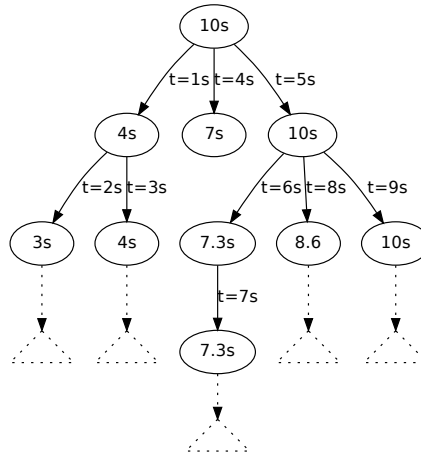 10s
t=1s t=4s t=5s
4s 7s 10s
t=2s t=3s t=6s t=8s t=9s
3s 4s 7.3s 8.6 10s
t=7s
7.3s